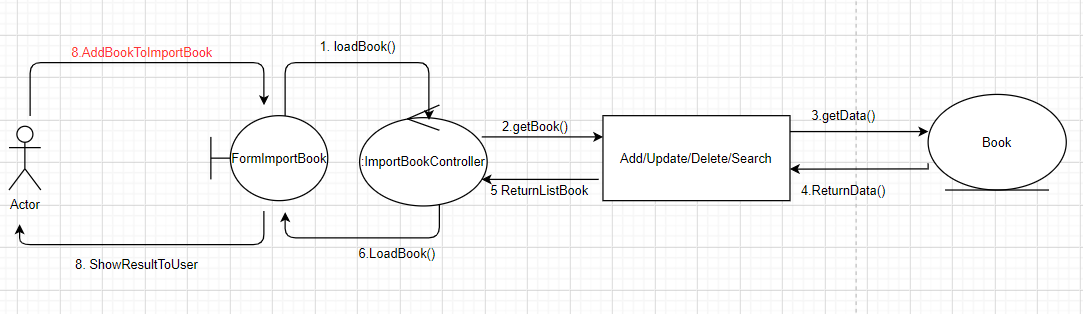 8.AddBookToImportBook
1. loadBook()
2.getBook()
3.getData()
FormImportBook
:ImportBookController
Add/Update/Delete/Search
Book
5 ReturnListBook
4.ReturnData()
Actor
6.LoadBook()
8. ShowResultToUser